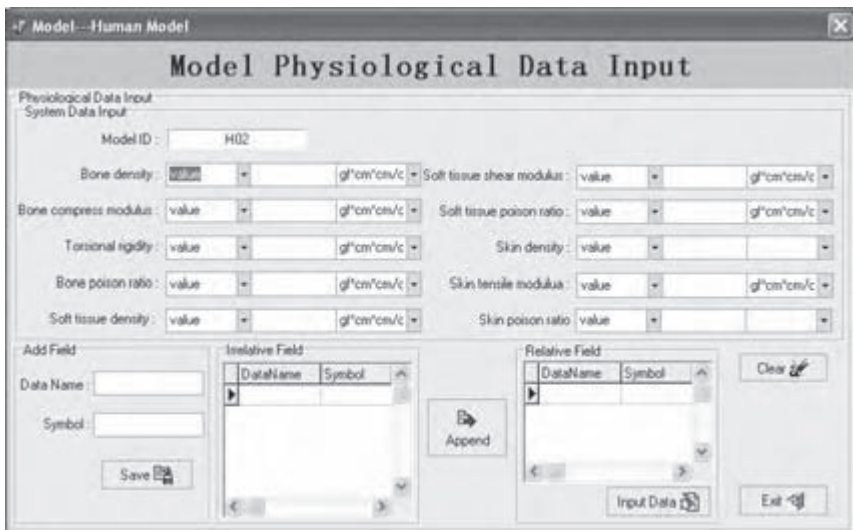 Model---Human Model
Model Physiological Data Input
Physiological Data Input
System Data Input
Model ID : H02
Bone density : value gf*cm*cm/c Soft tissue shear modulus : value gf*cm*cm/c
Bone compress modulus : value gf*cm*cm/c Soft tissue poison ratio : value gf*cm*cm/c
Torsional rigidity : value gf*cm*cm/c Skin density : value
Bone poison ratio : value gf*cm*cm/c Skin tensile modulua : value gf*cm*cm/c
Soft tissue density : value gf*cm*cm/c Skin poison ratio value
Add Field Irrelative Field Relative Field
DataName Symbol DataName Symbol Clear
Data Name :
Symbol : Append
Save Input Data Exit